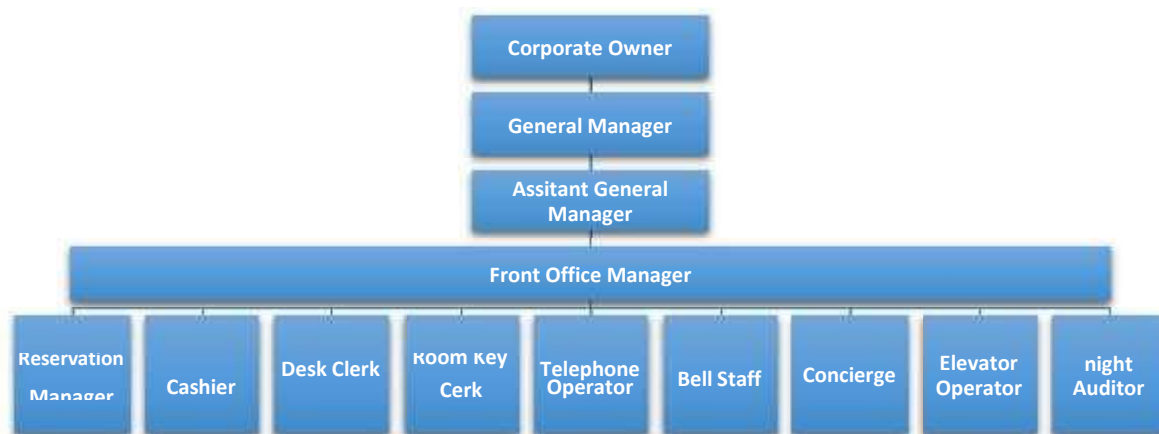 Corporate Owner
General Manager
Assitant General
Manager
Front Office Manager
Reservation
Manager
Cashier
Desk Clerk
Room Key
Cerk
Telephone
Operator
Bell Staff
Concierge
Elevator
Operator
night
Auditor